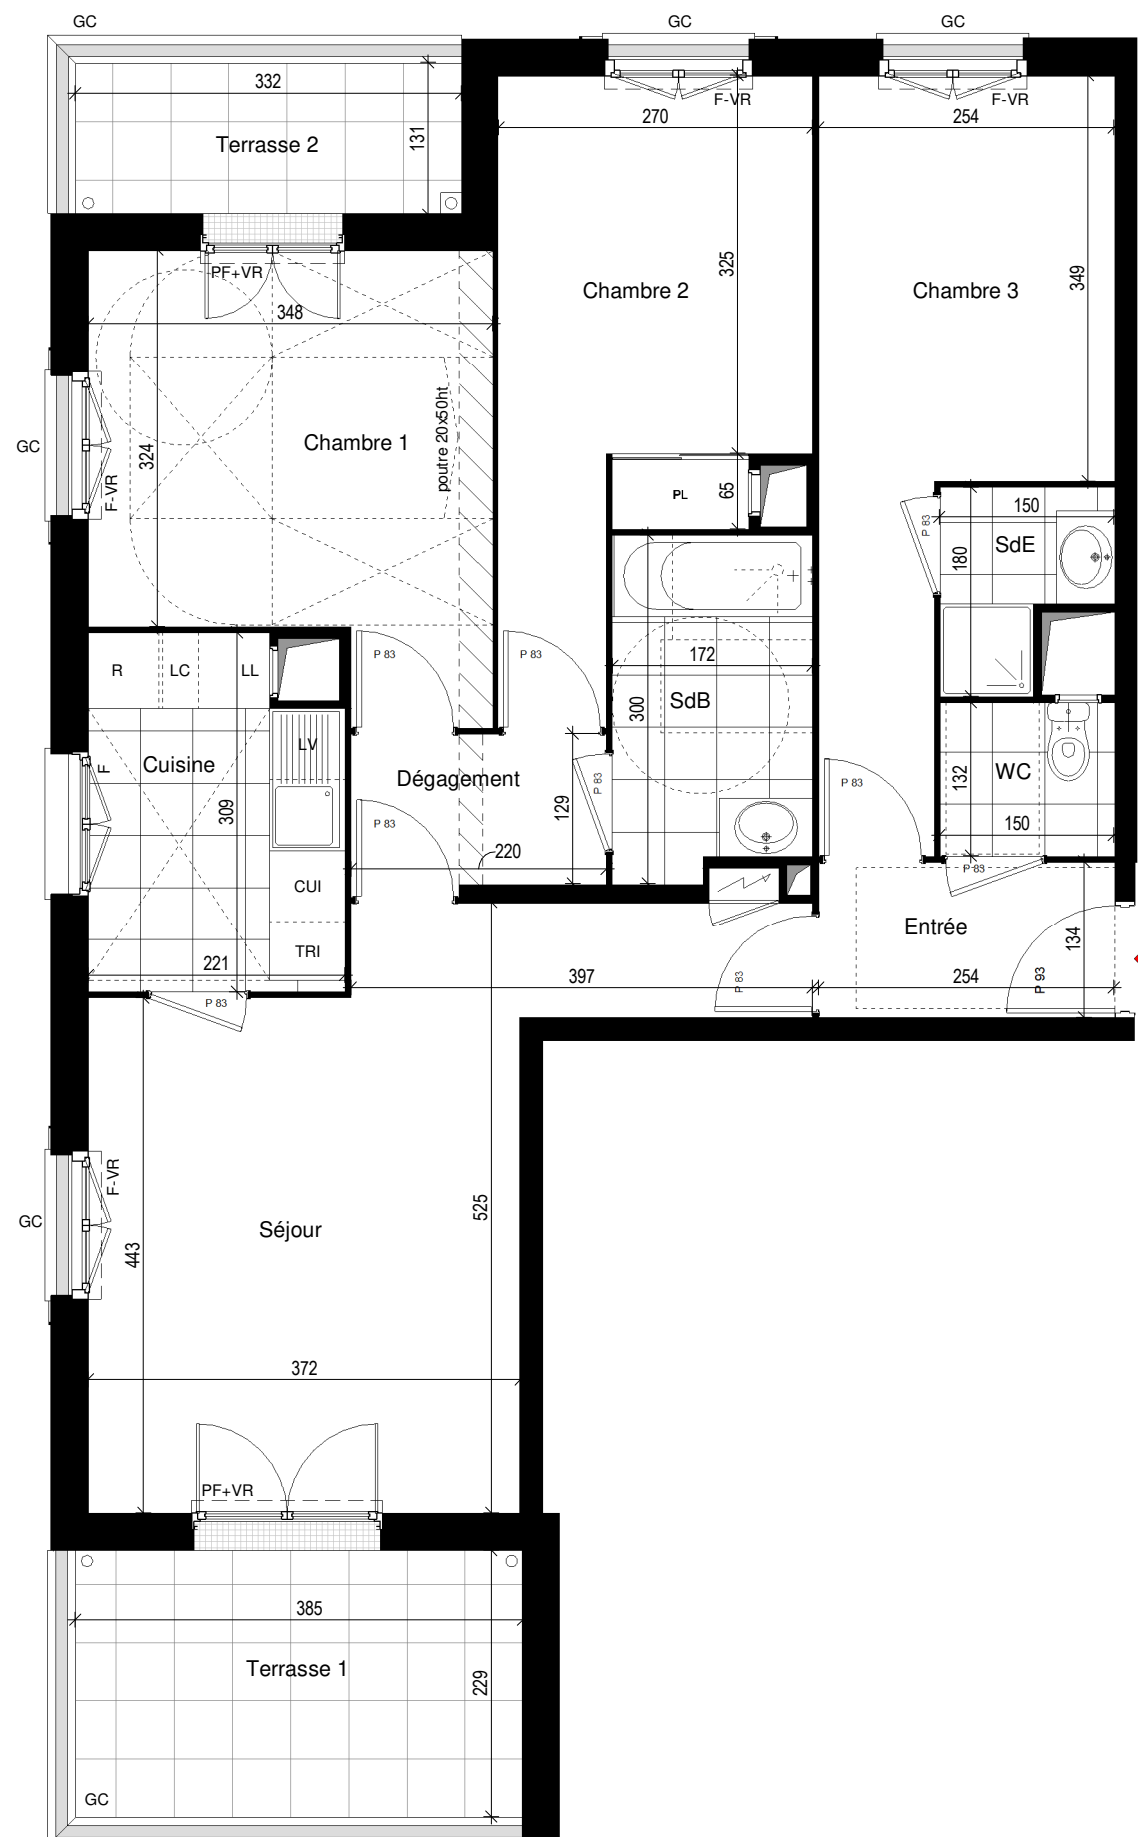 GC
GC
GC
332
131
Terrasse 2
F-VR
F-VR
270
254
PF+VR
348
325
349
Chambre 2
Chambre 3
GC
F-VR
324
Chambre 1
poutre 20x50ht
PL
65
150
P 83
SdE
180
R
LC
LL
P 83
P 83
172
SdB
300
LV
F
Cuisine
309
Dégagement
129
P 83
P 83
P 83
WC
132
150
220
P 83
CUI
TRI
Entrée
134
221
P 83
397
P 83
254
P 93
GC
F-VR
443
Séjour
525
372
PF+VR
385
Terrasse 1
229
GC